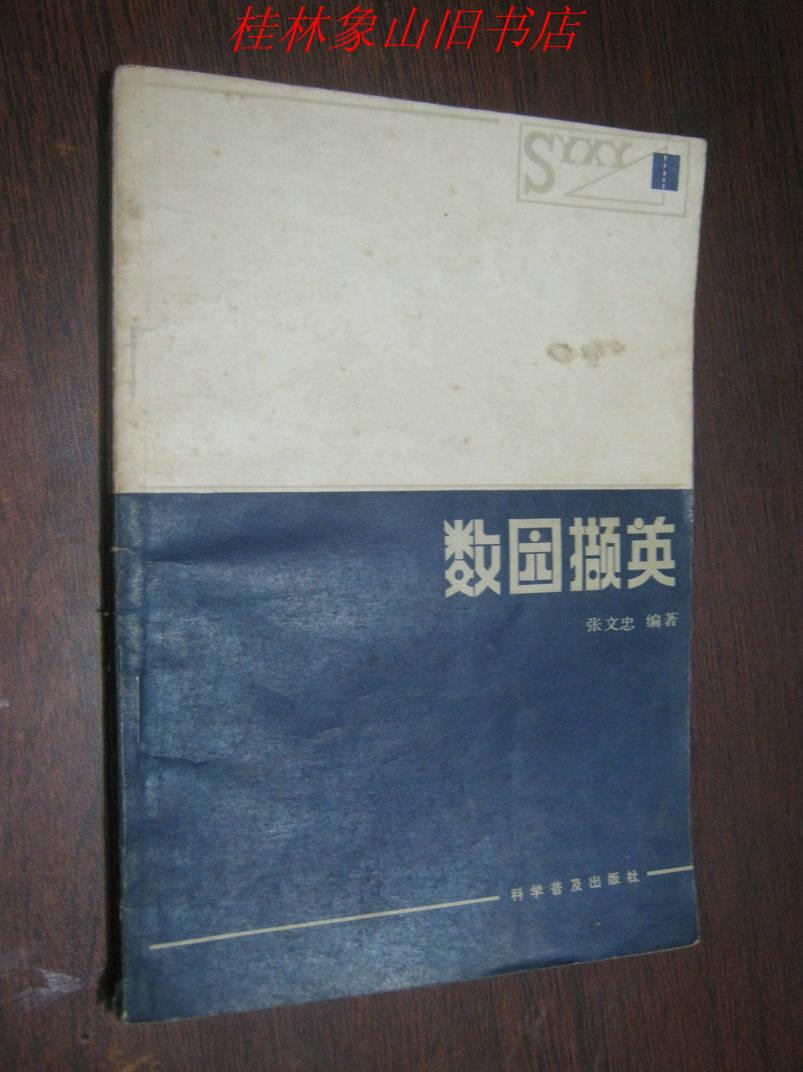 桂林象山旧书店
SYXY
数园撷英
张文忠 编著
科学普及出版社